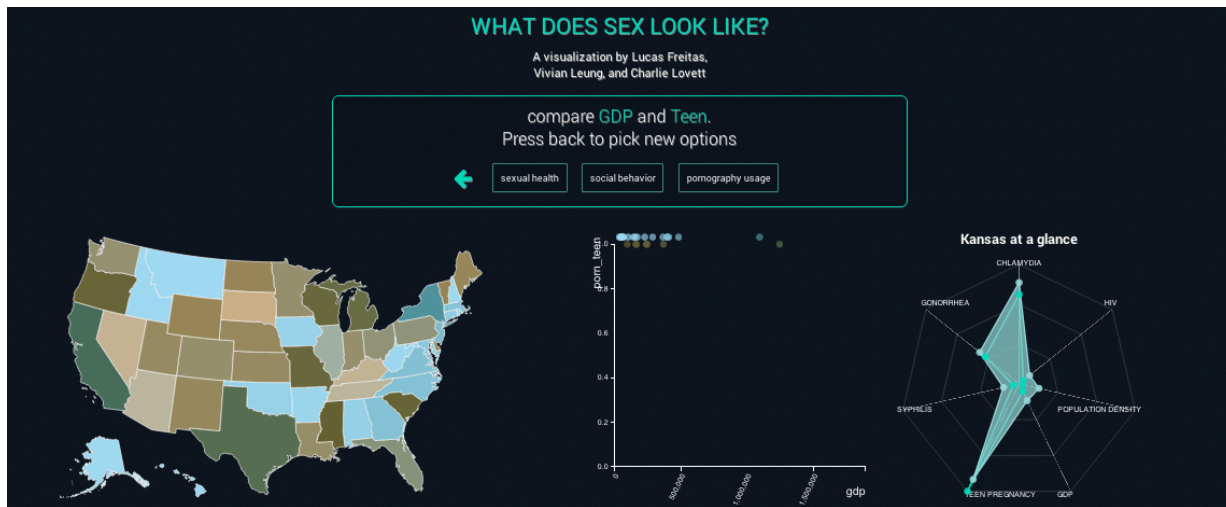 WHAT DOES SEX LOOK LIKE?
A visualization by Lucas Freitas,
Vivian Leung, and Charlie Lovett
compare GDP and Teen.
Press back to pick new options
sexual health
social behavior
pornography usage
porn_teen
1.0
0.8
0.6
0.4
0.2
0.0
0
500,000
1,000,000
1,500,000
gdp
Kansas at a glance
CHLAMYDIA
GONORRHEA
HIV
SYPHILIS
POPULATION DENSITY
TEEN PREGNANCY
GDP